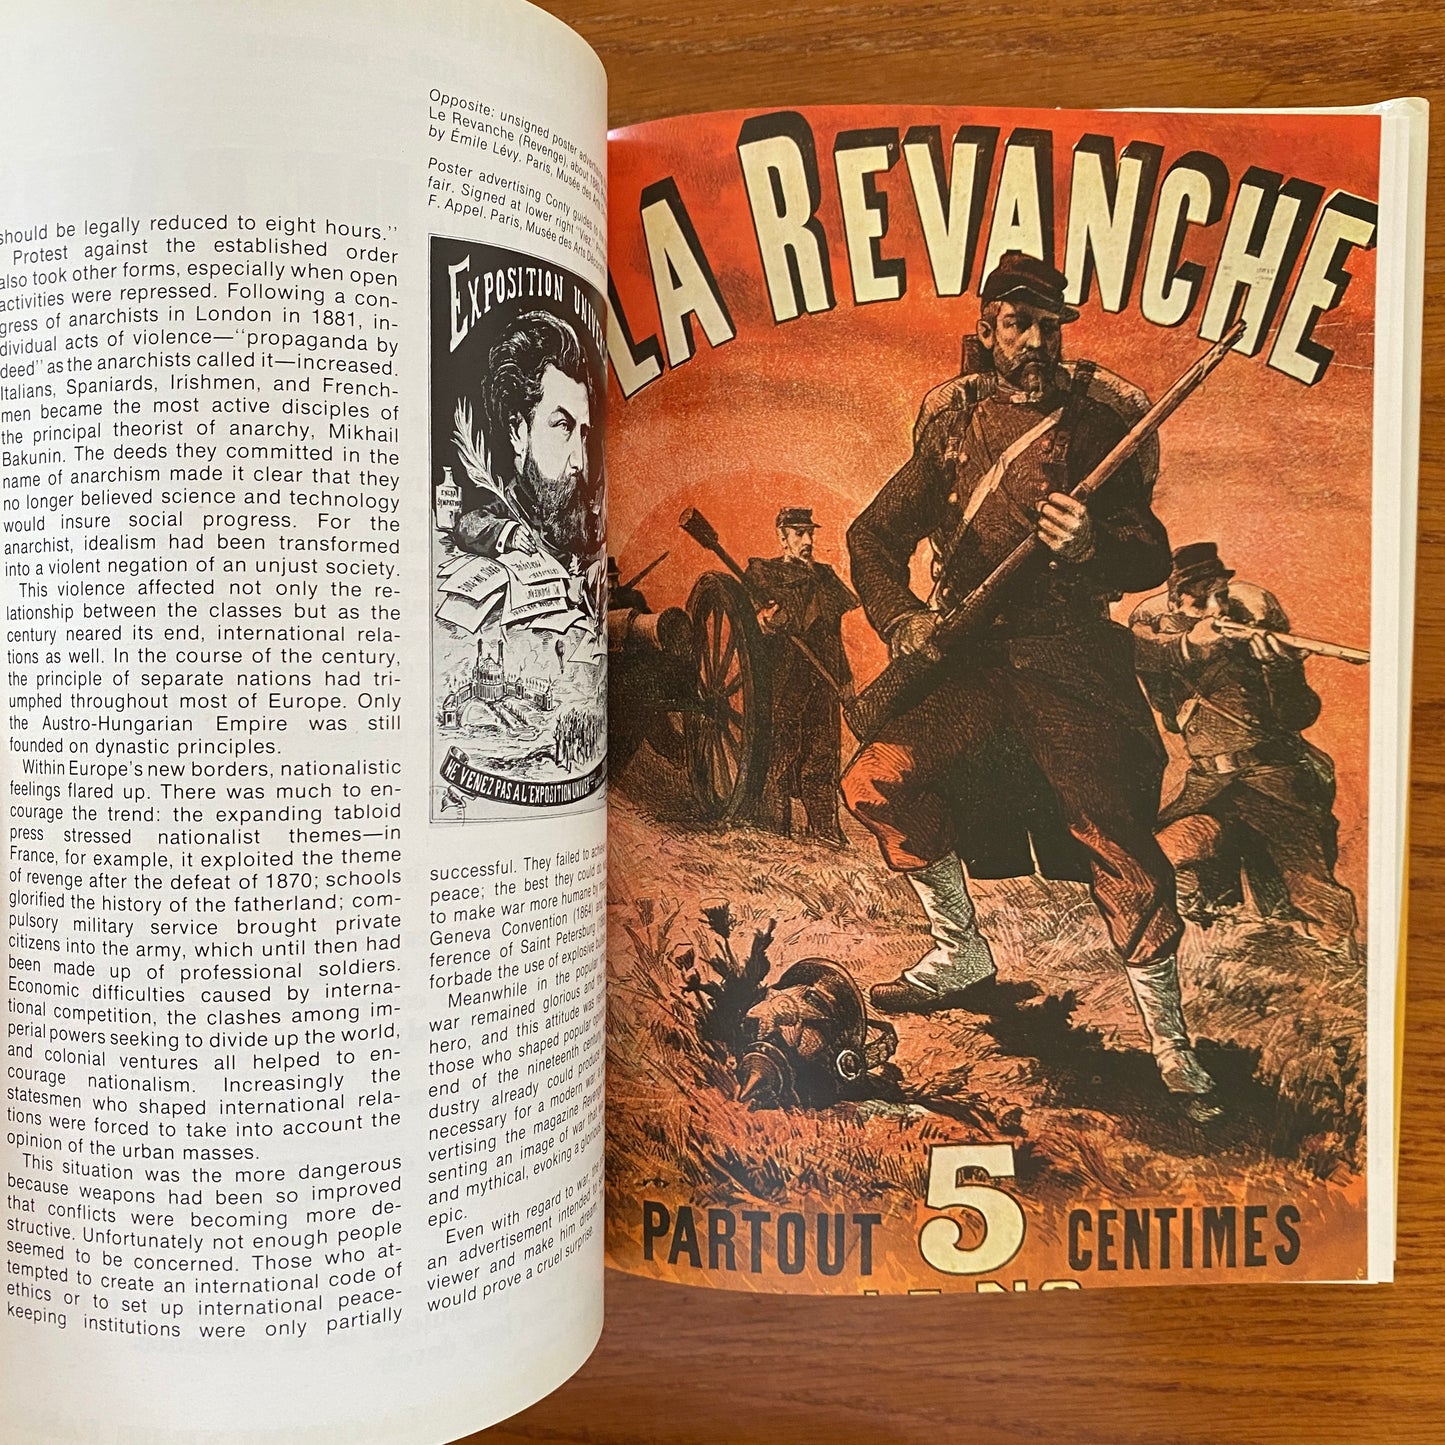 should be legally reduced to eight hours."
Protest against the established order
also took other forms, especially when open
activities were repressed. Following a con-
gress of anarchists in London in 1881, in-
dividual acts of violence—"propaganda by
deed" as the anarchists called it—increased.
Italians, Spaniards, Irishmen, and French-
men became the most active disciples of
the principal theorist of anarchy, Mikhail
Bakunin. The deeds they committed in the
name of anarchism made it clear that they
no longer believed science and technology
would insure social progress. For the
anarchist, idealism had been transformed
into a violent negation of an unjust society.
This violence affected not only the re-
lationship between the classes but as the
century neared its end, international rela-
tions as well. In the course of the century,
the principle of separate nations had tri-
umphed throughout most of Europe. Only
the Austro-Hungarian Empire was still
founded on dynastic principles.
Within Europe's new borders, nationalistic
feelings flared up. There was much to en-
courage the trend: the expanding tabloid
press stressed nationalist themes—in
France, for example, it exploited the theme
of revenge after the defeat of 1870; schools
glorified the history of the fatherland; com-
pulsory military service brought private
citizens into the army, which until then had
been made up of professional soldiers.
Economic difficulties caused by interna-
tional competition, the clashes among im-
perial powers seeking to divide up the world,
and colonial ventures all helped to en-
courage nationalism. Increasingly the
statesmen who shaped international rela-
tions were forced to take into account the
opinion of the urban masses.
This situation was the more dangerous
because weapons had been so improved
that conflicts were becoming more de-
structive. Unfortunately not enough people
seemed to be concerned. Those who at-
tempted to create an international code of
ethics or to set up international peace-
keeping institutions were only partially
Opposite: unsigned poster
Le Revanche (Revenge), about
by Émile Lévy. Paris, Musée des Arts
Poster advertising Conty guides to the
fair. Signed at lower right "Viez."
F. Appel. Paris, Musée des Arts
EXPOSITION
NE VENEZ PAS A L'EXPOSITION
successful. They failed to achieve
peace; the best they could do
to make war more humane by
Geneva Convention (1864)
ference of Saint Petersburg
forbade the use of explosive
Meanwhile in the popular
war remained glorious and the
hero, and this attitude was
those who shaped popular
end of the nineteenth century,
dustry already could produce
necessary for a modern war, a
vertising the magazine
senting an image of war that
and mythical, evoking a glorious
epic.
Even with regard to war, the
an advertisement intended to
viewer and make him dream.
would prove a cruel surprise.
LA REVANCHE
PARTOUT 5 CENTIMES